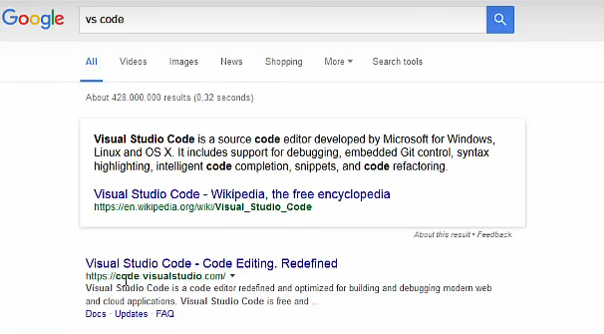 Google vs code
All Videos Images News Shopping More Search tools
About 428.000.000 results (0,32 seconds)
Visual Studio Code is a source code editor developed by Microsoft for Windows,
Linux and OS X. It includes support for debugging, embedded Git control, syntax
highlighting, intelligent code completion, snippets, and code refactoring.
Visual Studio Code - Wikipedia, the free encyclopedia
https://en.wikipedia.org/wiki/Visual_Studio_Code
About this result • Feedback
Visual Studio Code - Code Editing. Redefined
https://code.visualstudio.com/
Visual Studio Code is a code editor redefined and optimized for building and debugging modern web
and cloud applications. Visual Studio Code is free and ...
Docs · Updates · FAQ